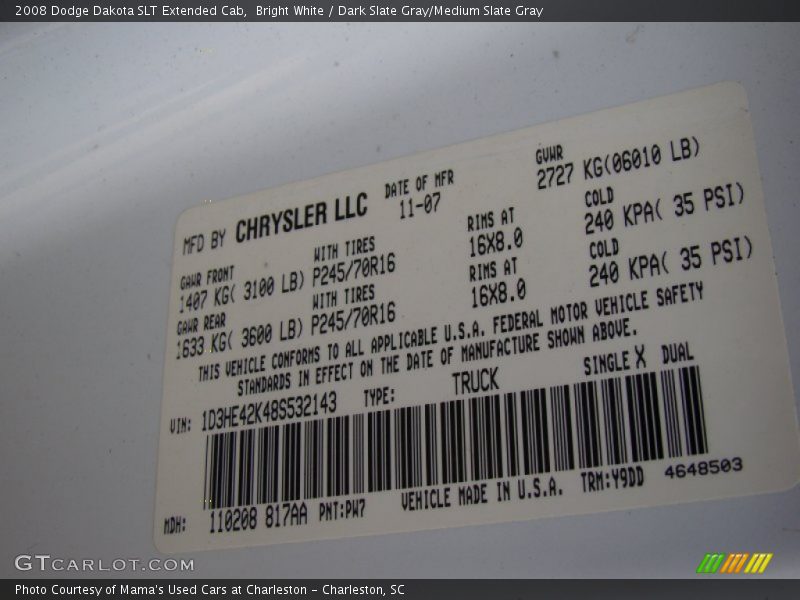 2008 Dodge Dakota SLT Extended Cab, Bright White / Dark Slate Gray/Medium Slate Gray
MFD BY CHRYSLER LLC DATE OF MFR GVWR
11-07 2727 KG(06010 LB)
GAWR FRONT WITH TIRES RIMS AT COLD
1407 KG( 3100 LB) P245/70R16 16X8.0 240 KPA( 35 PSI)
GAWR REAR WITH TIRES RIMS AT COLD
1633 KG( 3600 LB) P245/70R16 16X8.0 240 KPA( 35 PSI)
THIS VEHICLE CONFORMS TO ALL APPLICABLE U.S.A. FEDERAL MOTOR VEHICLE SAFETY
STANDARDS IN EFFECT ON THE DATE OF MANUFACTURE SHOWN ABOVE.
VIN: 1D3HE42K48S532143 TYPE: TRUCK SINGLE X DUAL
MDH: 110208 817AA PNT:PW7 VEHICLE MADE IN U.S.A. TRM:Y9DD 4648503
GTCARLOT.COM
Photo Courtesy of Mama's Used Cars at Charleston - Charleston, SC